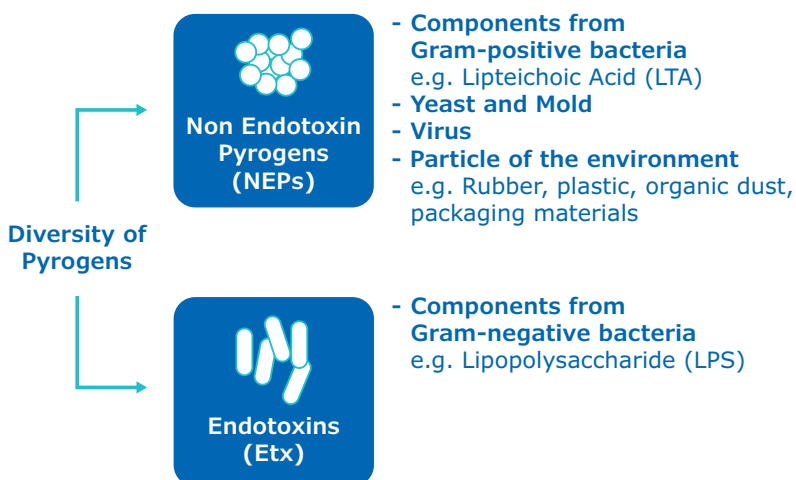 Diversity of
Pyrogens
Non Endotoxin
Pyrogens
(NEPs)
- Components from
Gram-positive bacteria
e.g. Lipteichoic Acid (LTA)
- Yeast and Mold
- Virus
- Particle of the environment
e.g. Rubber, plastic, organic dust,
packaging materials
Endotoxins
(Etx)
- Components from
Gram-negative bacteria
e.g. Lipopolysaccharide (LPS)